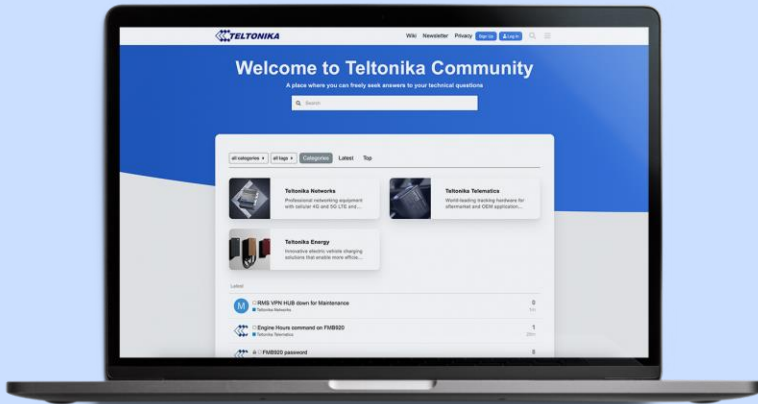 TELTONIKA
Wiki Newsletter Privacy Sign Up Log In
Welcome to Teltonika Community
A place where you can freely seek answers to your technical questions
Search
all categories all tags Categories Latest Top
Teltonika Networks
Professional networking equipment
with cellular 4G and 5G LTE and...
Teltonika Telematics
World-leading tracking hardware for
aftermarket and OEM application...
Teltonika Energy
Innovative electric vehicle charging
solutions that enable more efficie...
Latest
M RMS VPN HUB down for Maintenance 0
Teltonika Networks
Engine Hours command on FMB920 1
Teltonika Telematics
FMB920 password 8